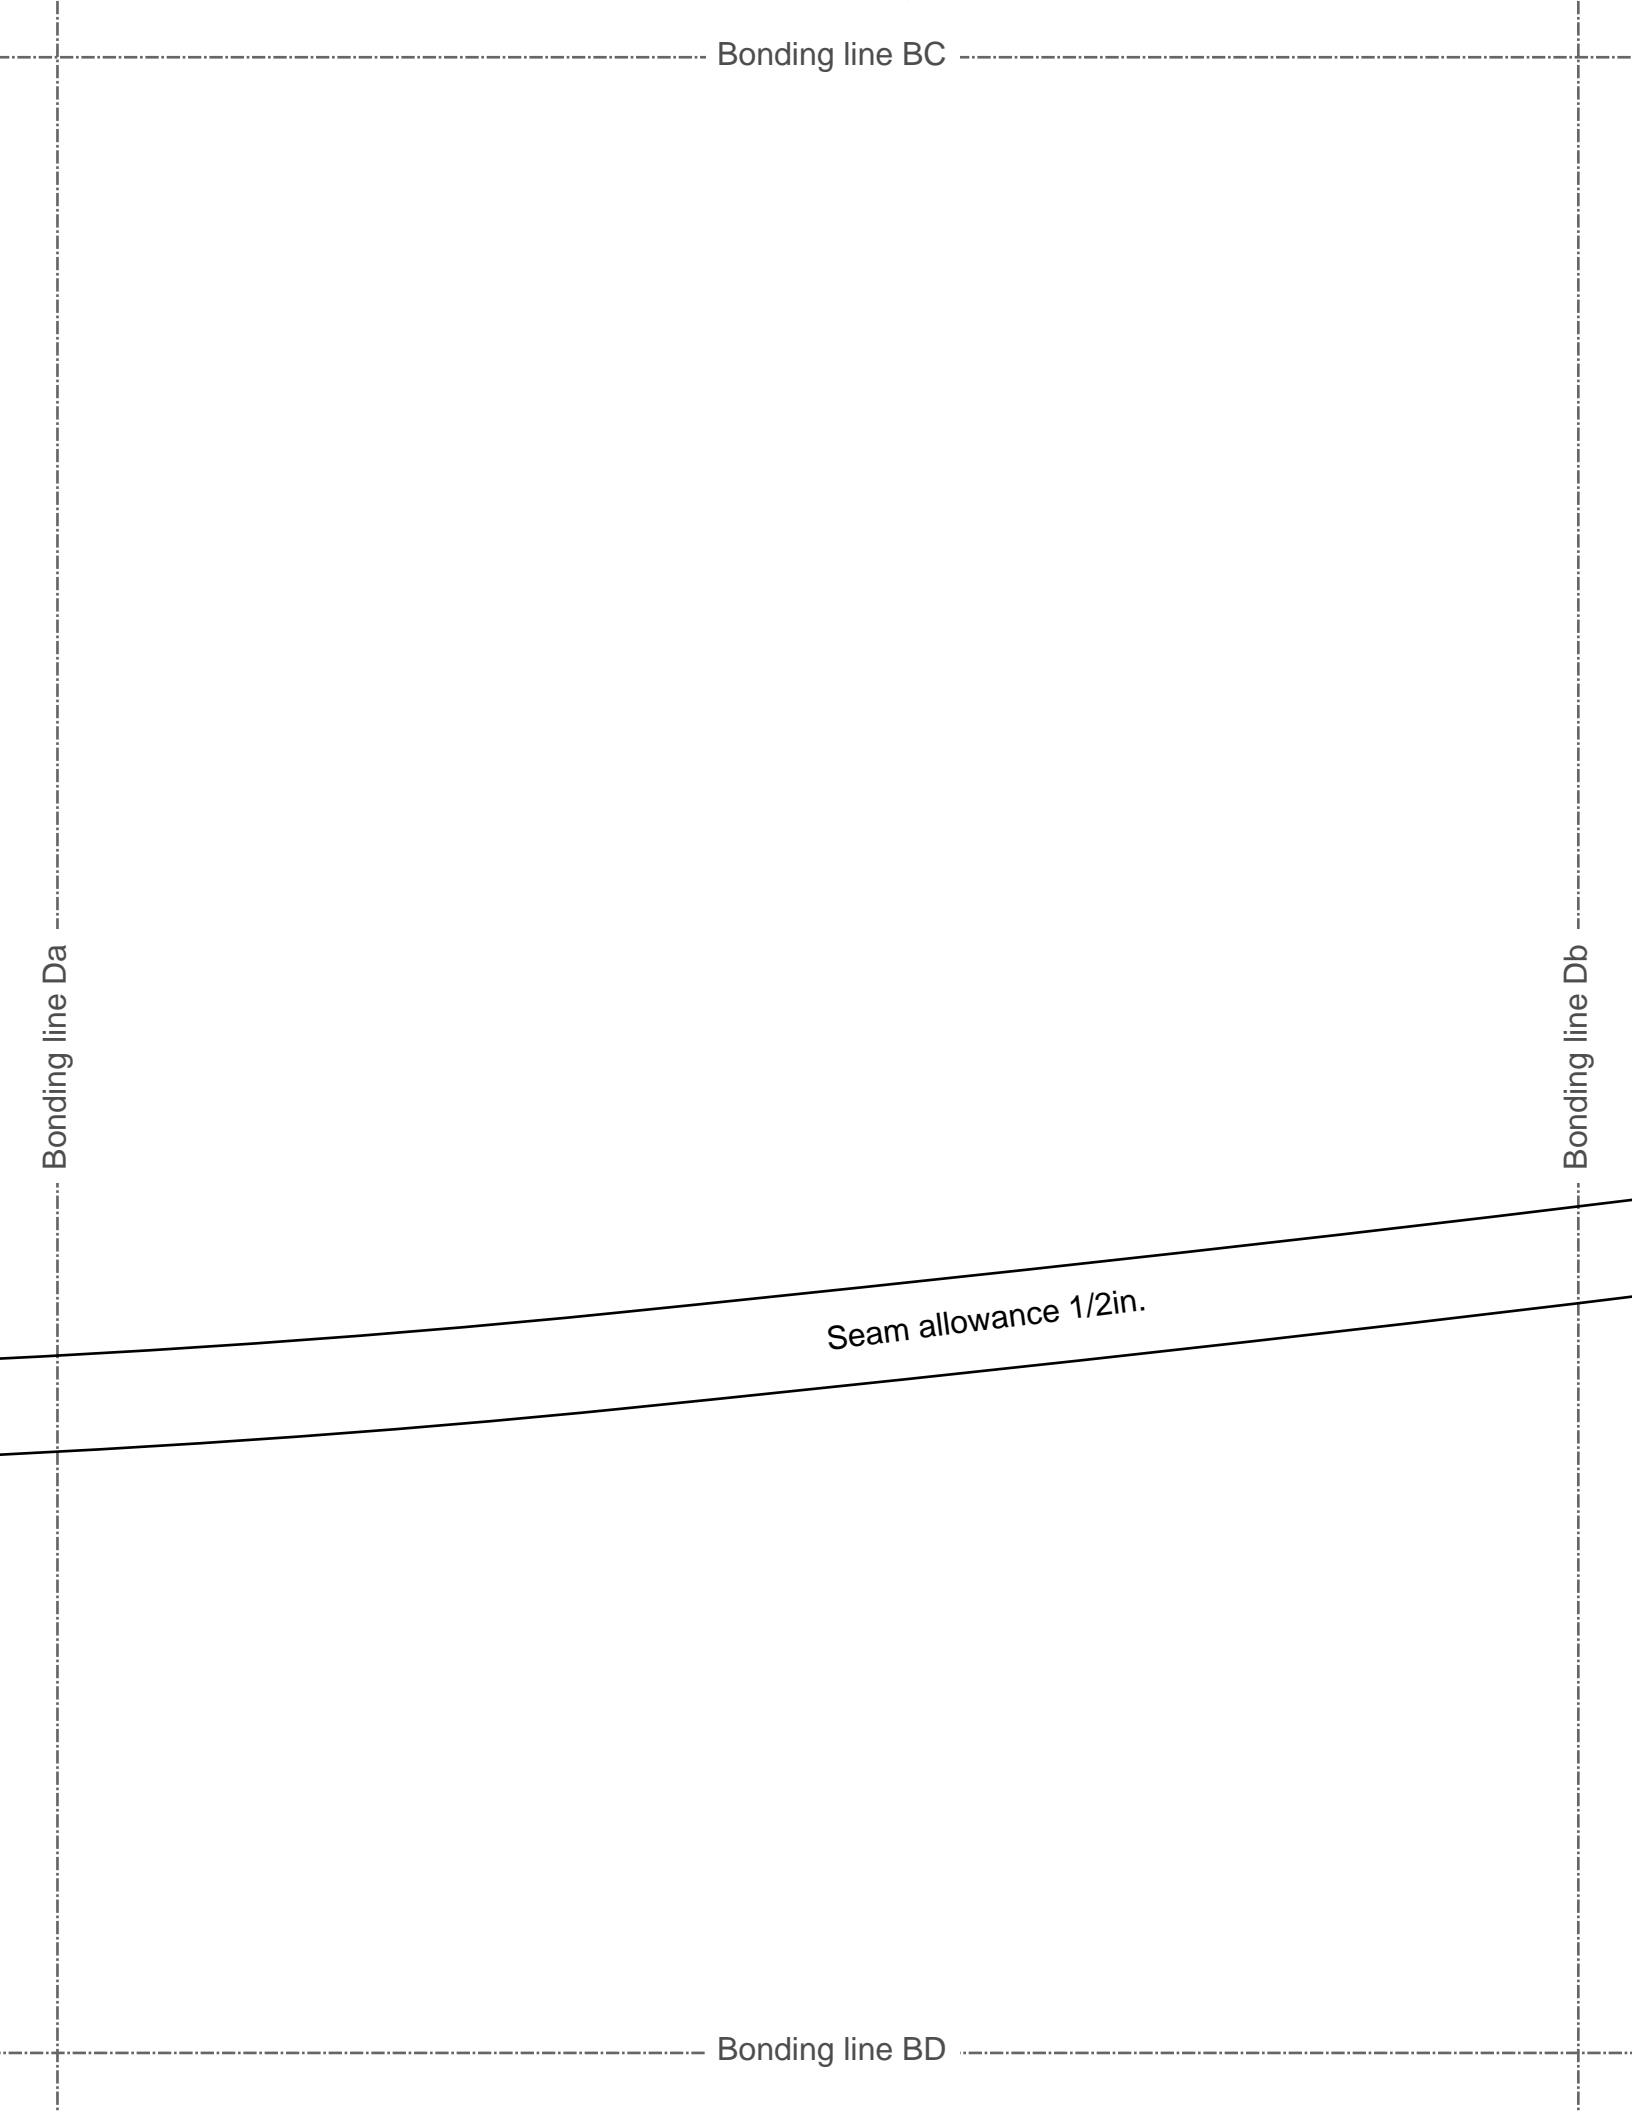 Bonding line BC
Bonding line Da
Bonding line Db
Seam allowance 1/2in.
Bonding line BD